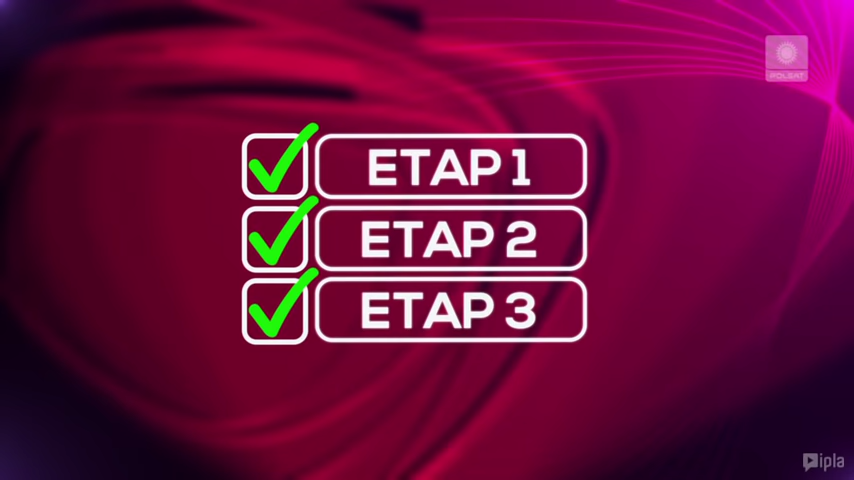 POLSAT
ETAP 1
ETAP 2
ETAP 3
ipla